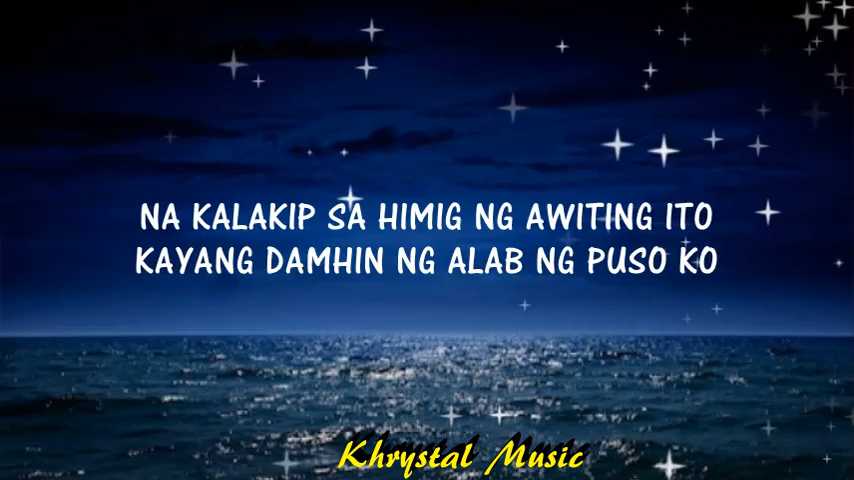 NA KALAKIP SA HIMIG NG AWITING ITO
KAYANG DAMHIN NG ALAB NG PUSO KO
Khrystal Music